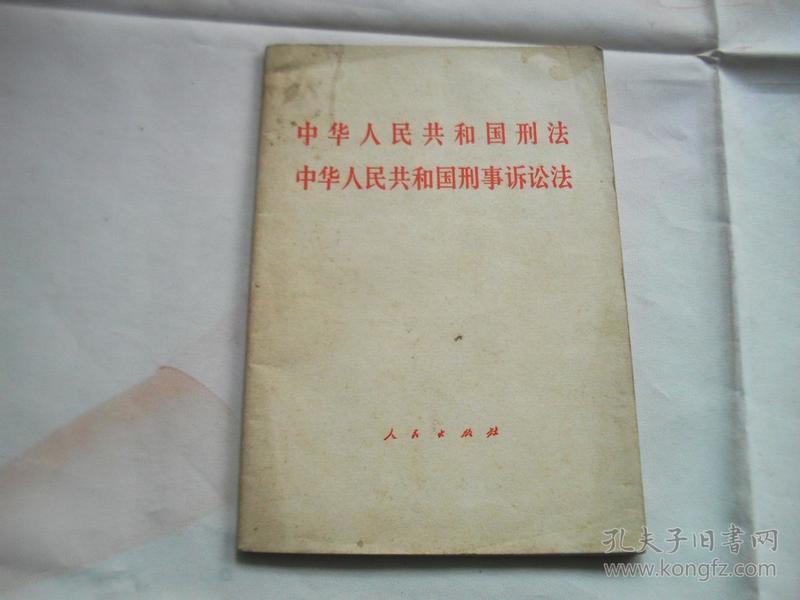 中华人民共和国刑法
中华人民共和国刑事诉讼法
人民出版社
孔夫子旧书网
www.kongfz.com